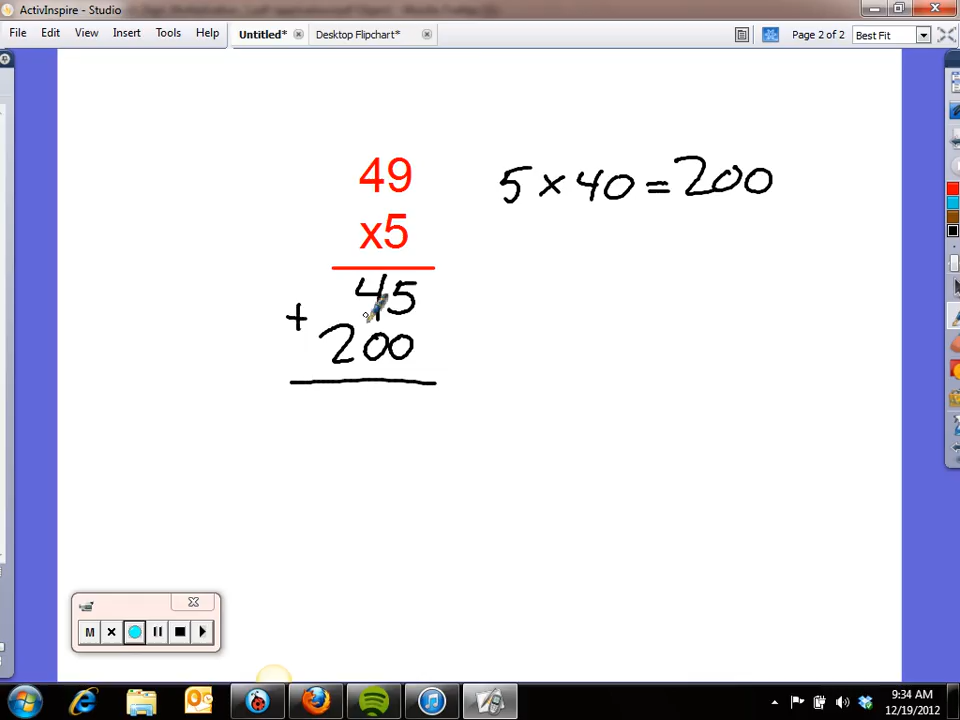 ActivInspire - Studio
File Edit View Insert Tools Help Untitled* Desktop Flipchart* Page 2 of 2 Best Fit
49
x5
45
+
200
5 × 40 = 200
M
9:34 AM
12/19/2012